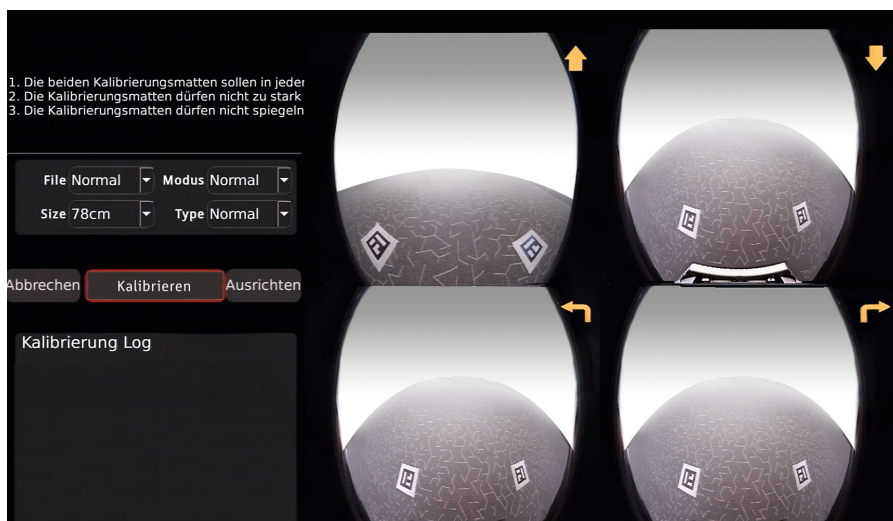 1. Die beiden Kalibrierungsmatten sollen in jeder
2. Die Kalibrierungsmatten dürfen nicht zu stark
3. Die Kalibrierungsmatten dürfen nicht spiegeln
File Normal Modus Normal
Size 78cm Type Normal
Abbrechen Kalibrieren Ausrichten
Kalibrierung Log